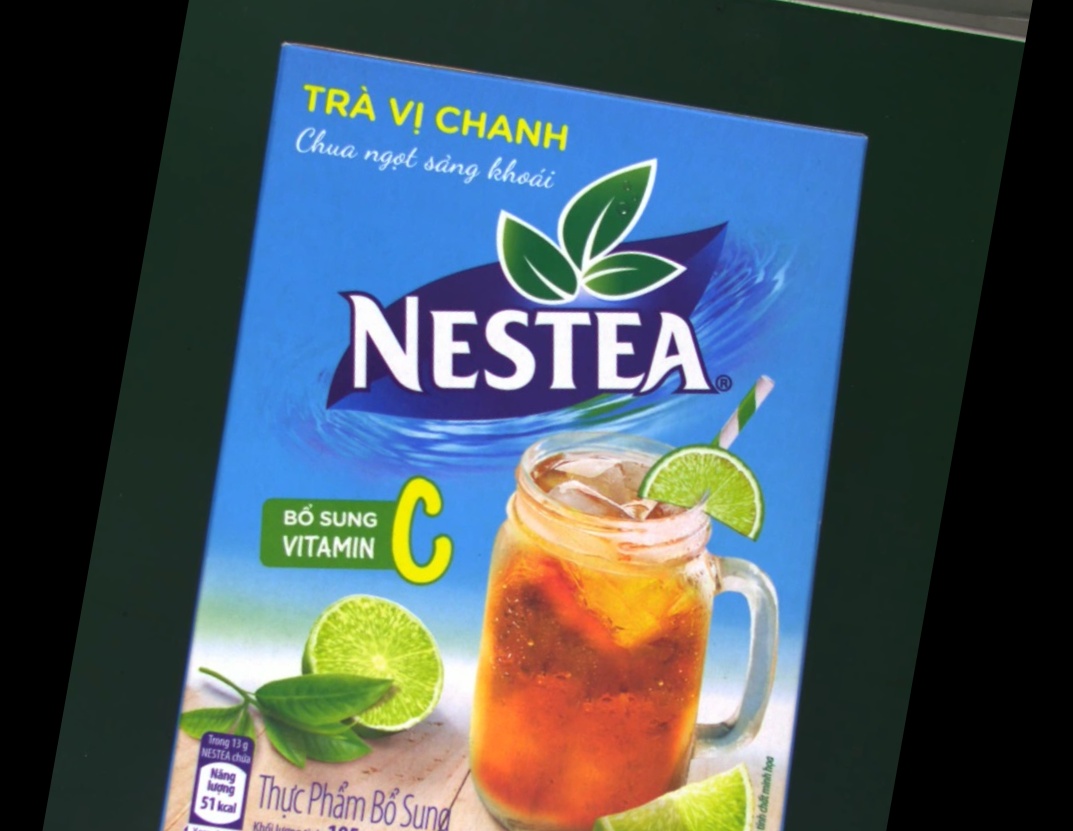 TRÀ VỊ CHANH
Chua ngọt sảng khoái
NESTEA®
BỔ SUNG
VITAMIN C
Trong 13 g
NESTEA chứa
Năng
lượng
51 kcal
Thực Phẩm Bổ Sung